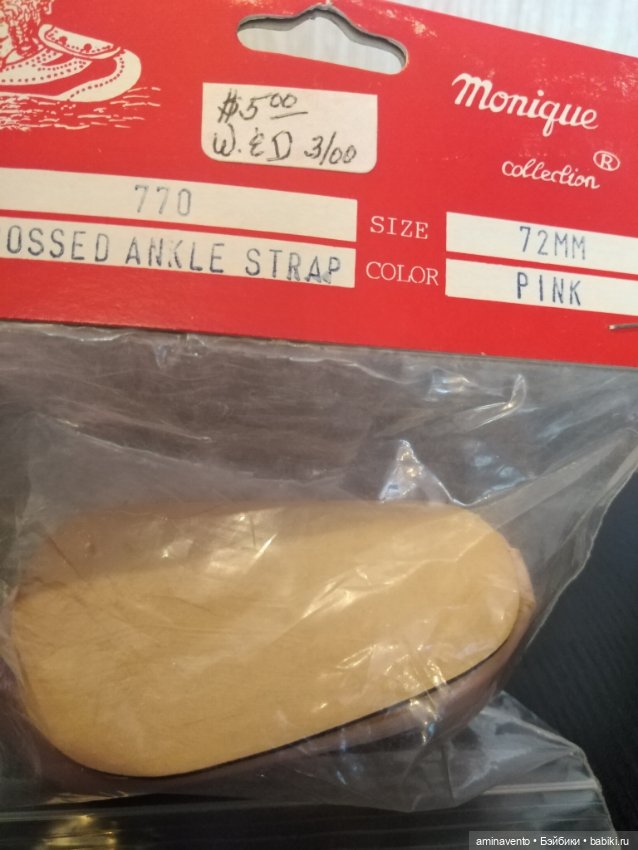 $5.00
W. & D 3/00
Monique
collection ®
770
SIZE 72MM
OSSED ANKLE STRAP
COLOR PINK
aminavento • Бэйбики • babiki.ru